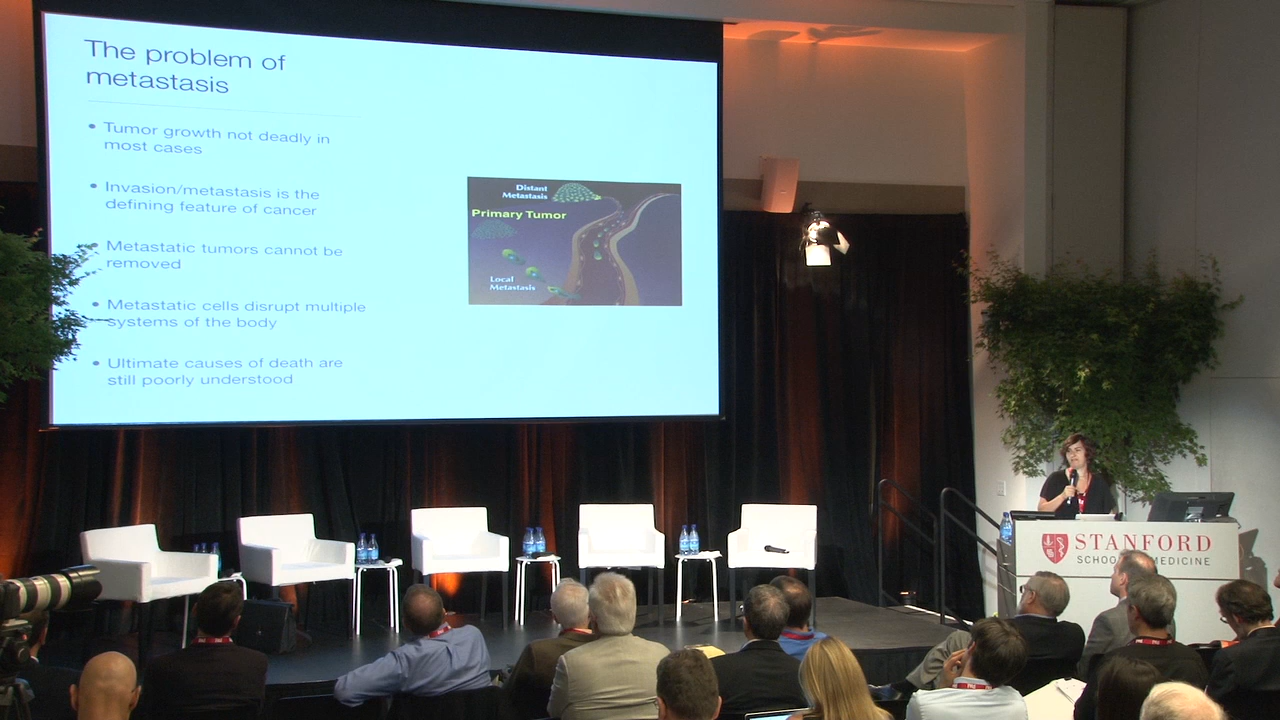 The problem of
metastasis
• Tumor growth not deadly in
most cases
• Invasion/metastasis is the
defining feature of cancer
• Metastatic tumors cannot be
removed
• Metastatic cells disrupt multiple
systems of the body
• Ultimate causes of death are
still poorly understood
Distant
Metastasis
Primary Tumor
Local
Metastasis
STANFORD
SCHOOL MEDICINE